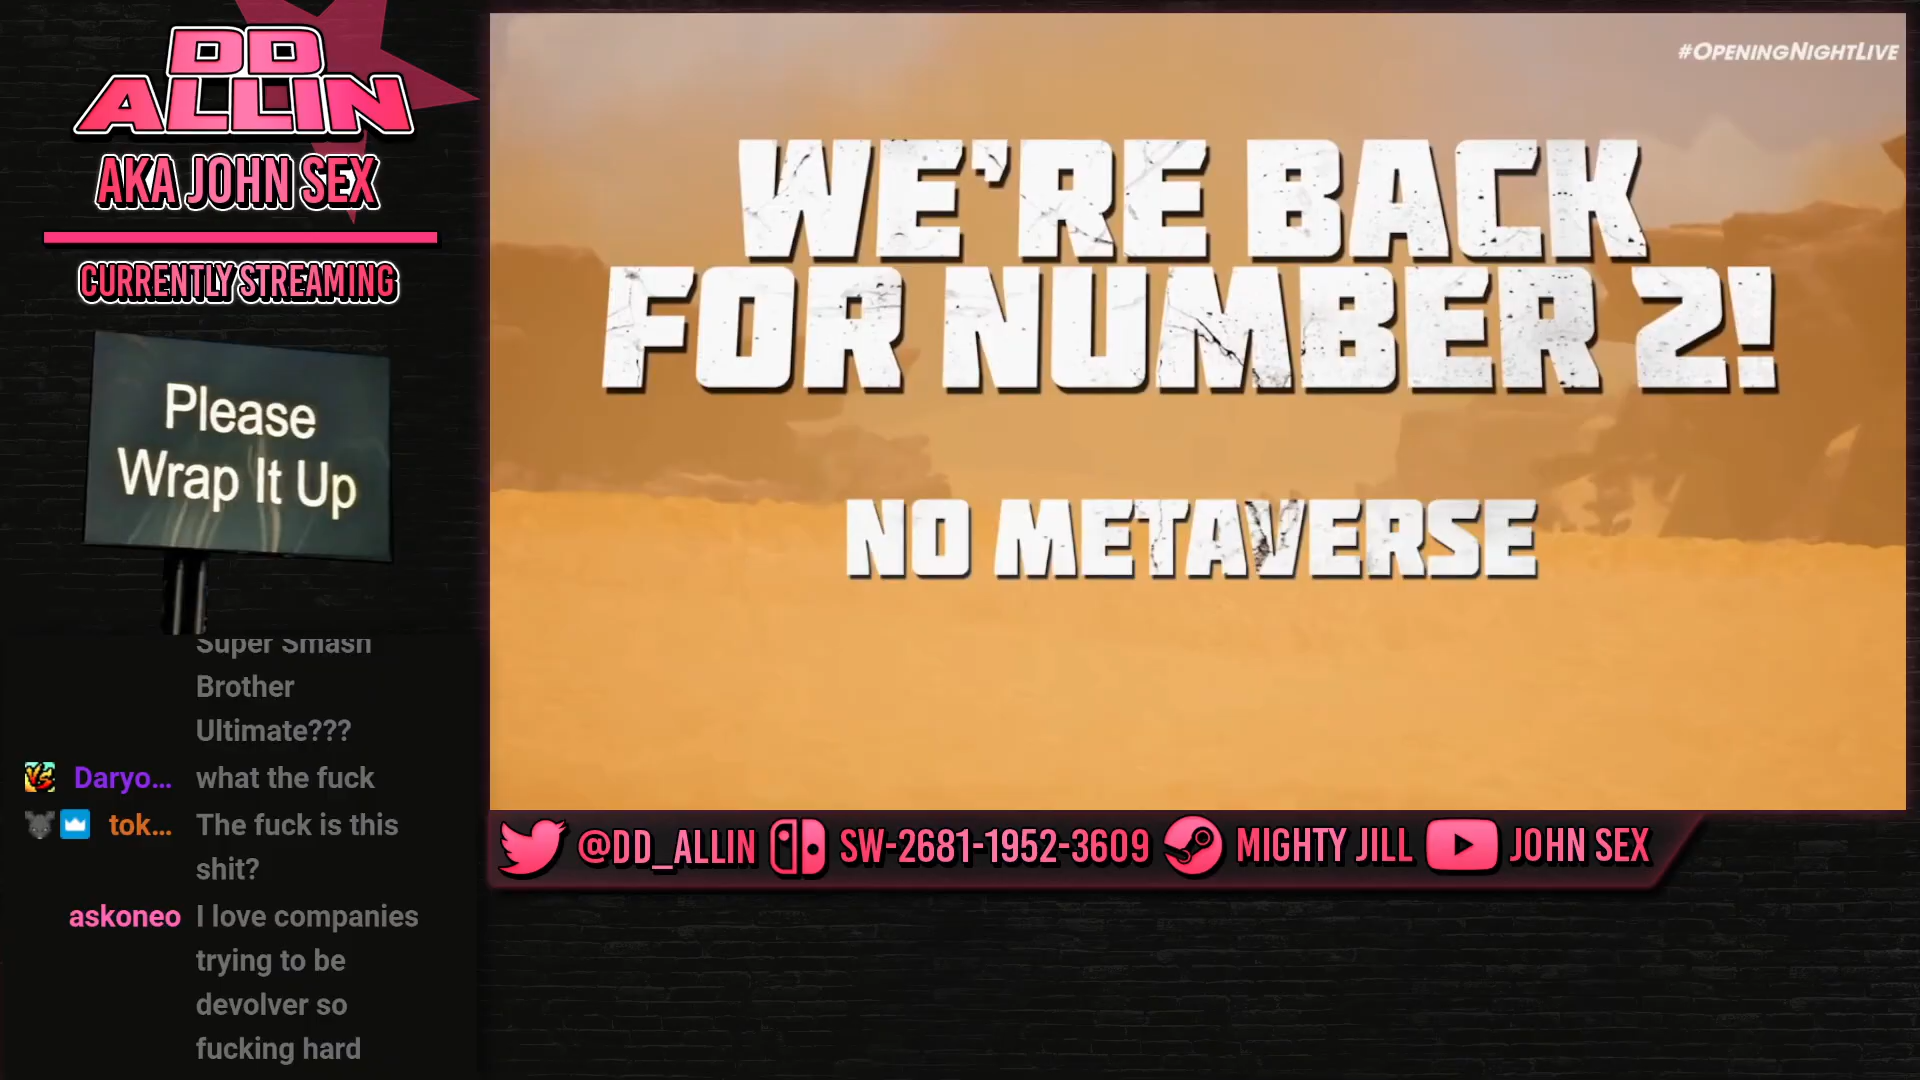 DD
ALLIN
AKA JOHN SEX
CURRENTLY STREAMING
Please
Wrap It Up
Super Smash
Brother
Ultimate???
Daryo... what the fuck
tok... The fuck is this
shit?
askoneo I love companies
trying to be
devolver so
fucking hard
#OPENINGNIGHTLIVE
WE'RE BACK
FOR NUMBER 2!
NO METAVERSE
@DD_ALLIN SW-2681-1952-3609 MIGHTY JILL JOHN SEX